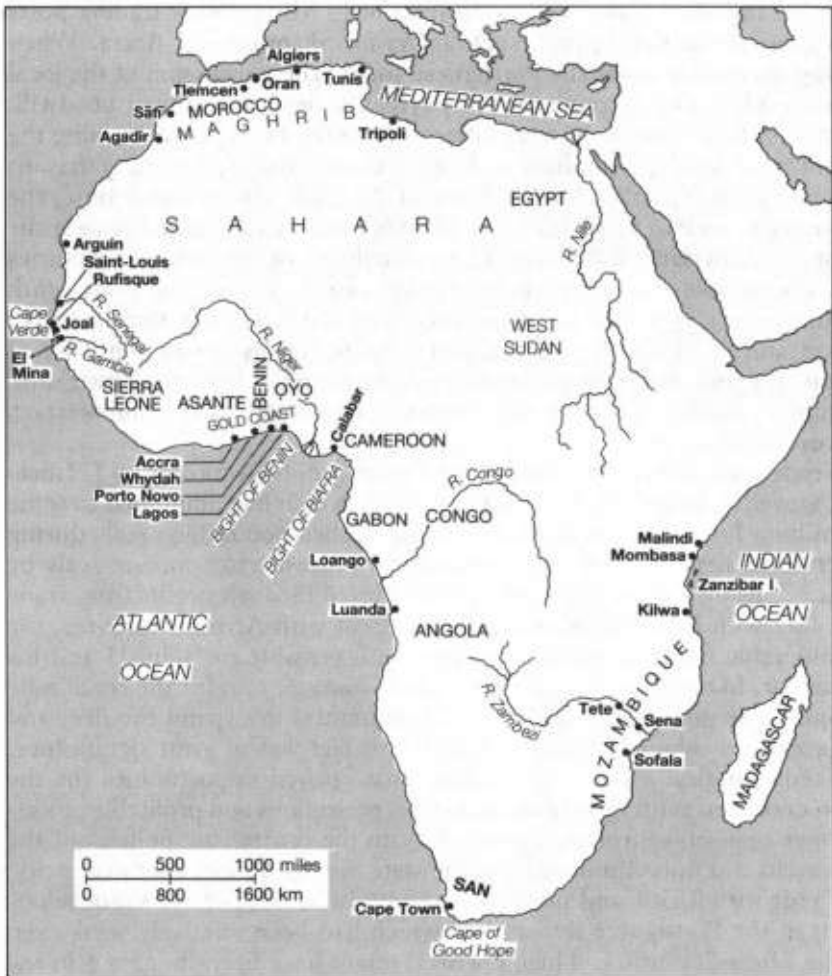 Algiers
Oran
Tunis
Tlemcen
MEDITERRANEAN SEA
Sān
MOROCCO
MAGHRIB
Agadir
Tripoli
EGYPT
SAHARA
R. Nile
Arguin
Saint-Louis
Rufisque
Cape
Verde
Joal
R. Senegal
R. Gambia
El
Mina
R. Niger
WEST
SUDAN
SIERRA
LEONE
ASANTE
BENIN
OYO
GOLD COAST
Calabar
CAMEROON
Accra
Whydah
Porto Novo
Lagos
BIGHT OF BENIN
BIGHT OF BIAFRA
R. Congo
GABON
CONGO
Malindi
Mombasa
INDIAN
Loango
Zanzibar I.
Luanda
Kilwa
OCEAN
ATLANTIC
OCEAN
ANGOLA
R. Zambezi
Tete
Sena
MOZAMBIQUE
Sofala
MADAGASCAR
0 500 1000 miles
0 800 1600 km
SAN
Cape Town
Cape of
Good Hope